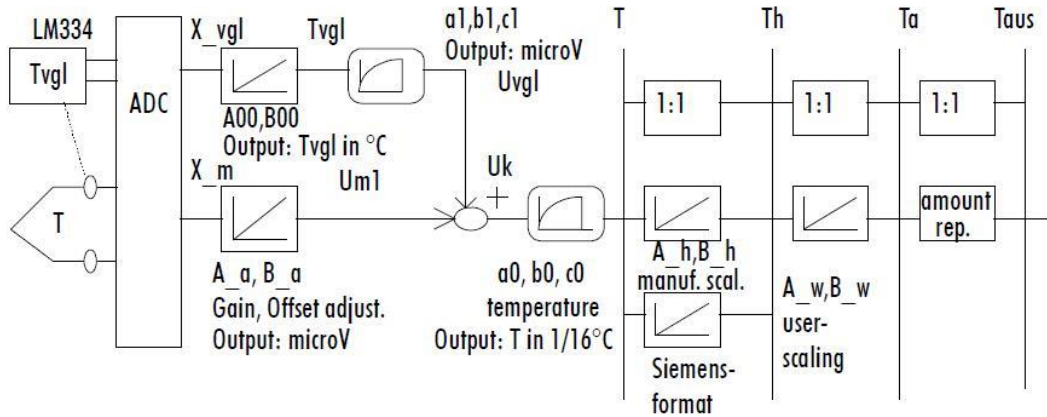 LM334
Tvgl
ADC
X_vgl
A00,B00
Output: Tvgl in °C
Tvgl
a1,b1,c1
Output: microV
Uvgl
T
X_m
Um1
A_a, B_a
Gain, Offset adjust.
Output: microV
Uk
+
a0, b0, c0
temperature
Output: T in 1/16°C
T
Th
Ta
Taus
1:1
1:1
1:1
A_h,B_h
manuf. scal.
Siemens-
format
A_w,B_w
user-
scaling
amount
rep.